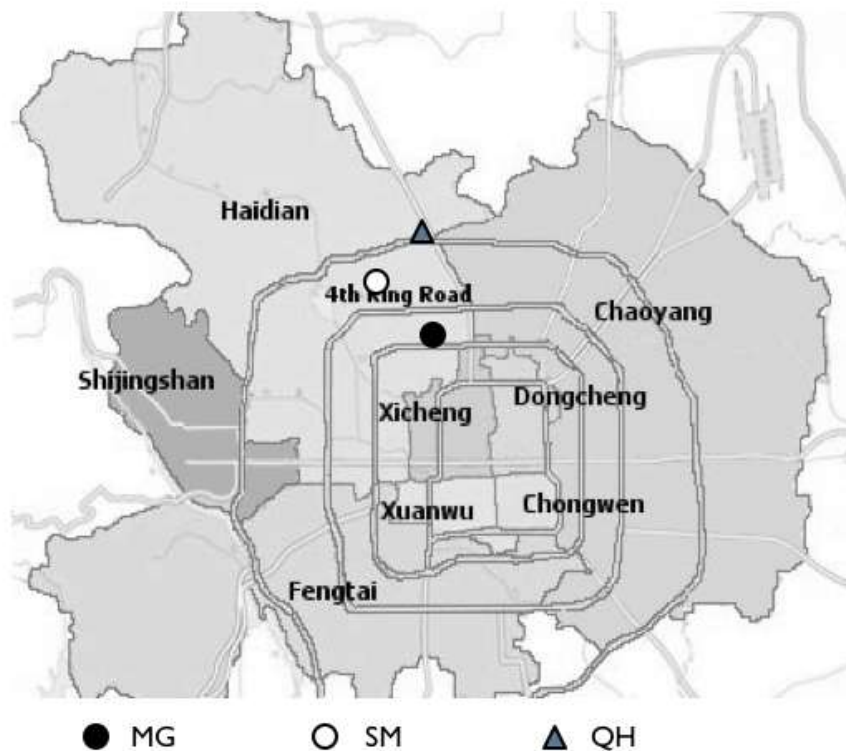 Haidian
4th Ring Road
Chaoyang
Shijingshan
Dongcheng
Xicheng
Chongwen
Xuanwu
Fengtai
MG SM QH